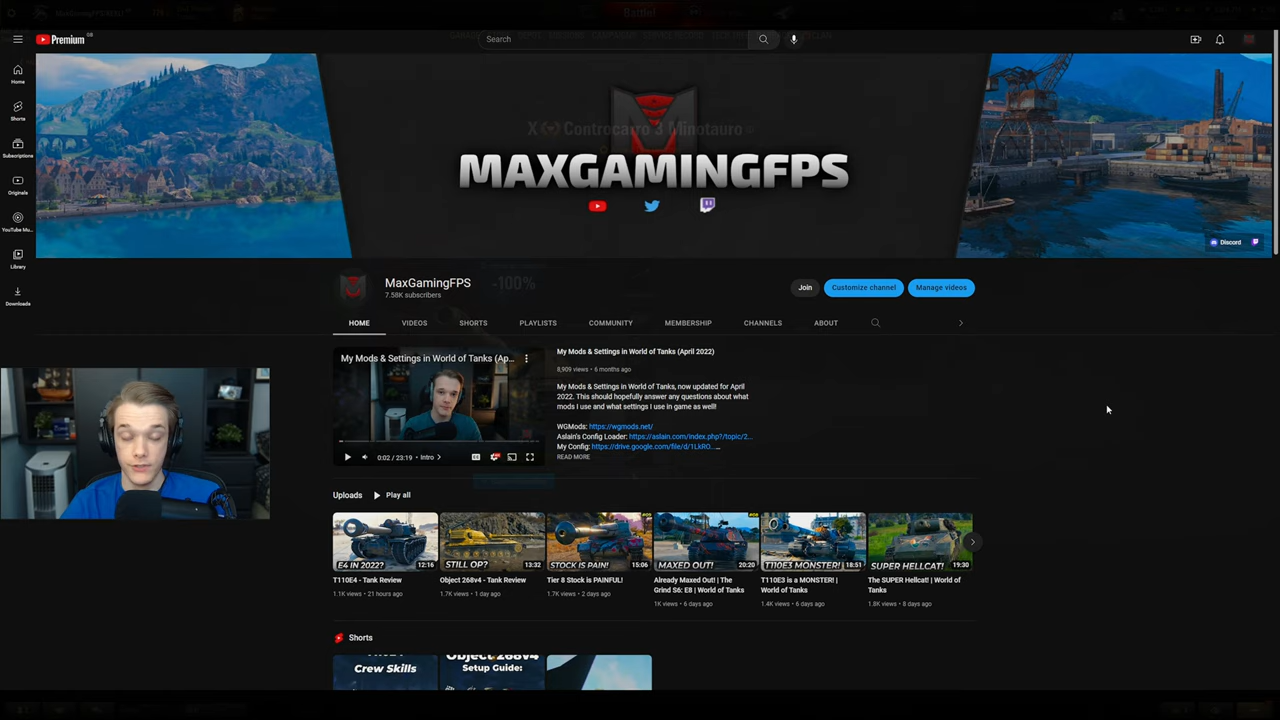 Battle!
Premium
GB
Search
Home
Shorts
Subscriptions
Originals
YouTube Mu...
Library
Downloads
X Controcarro 3 Minotauro
MAXGAMINGFPS
Discord
-100%
MaxGamingFPS
7.58K subscribers
Join
Customize channel
Manage videos
HOME
VIDEOS
SHORTS
PLAYLISTS
COMMUNITY
MEMBERSHIP
CHANNELS
ABOUT
My Mods & Settings in World of Tanks (Ap...
0:02 / 23:19 • Intro
My Mods & Settings in World of Tanks (April 2022)
8,909 views • 6 months ago
My Mods & Settings in World of Tanks, now updated for April
2022. This should hopefully answer any questions about what
mods I use and what settings I use in game as well!
WGMods: https://wgmods.net/
Aslain's Config Loader: https://aslain.com/index.php?/topic/2...
My Config: https://drive.google.com/file/d/1LkRO...
READ MORE
Uploads
Play all
E4 IN 2022?
12:16
T110E4 - Tank Review
1.1K views • 21 hours ago
STILL OP?
13:32
Object 268v4 - Tank Review
1.7K views • 1 day ago
STOCK IS PAIN!
15:06
Tier 8 Stock is PAINFUL!
1.7K views • 2 days ago
MAXED OUT!
20:20
Already Maxed Out! | The
Grind S6: E8 | World of Tanks
1K views • 6 days ago
T110E3 MONSTER!
18:51
T110E3 is a MONSTER! |
World of Tanks
1.4K views • 6 days ago
SUPER HELLCAT!
19:30
The SUPER Hellcat! | World of
Tanks
1.8K views • 8 days ago
Shorts
Crew Skills
Object 268v4
Setup Guide: